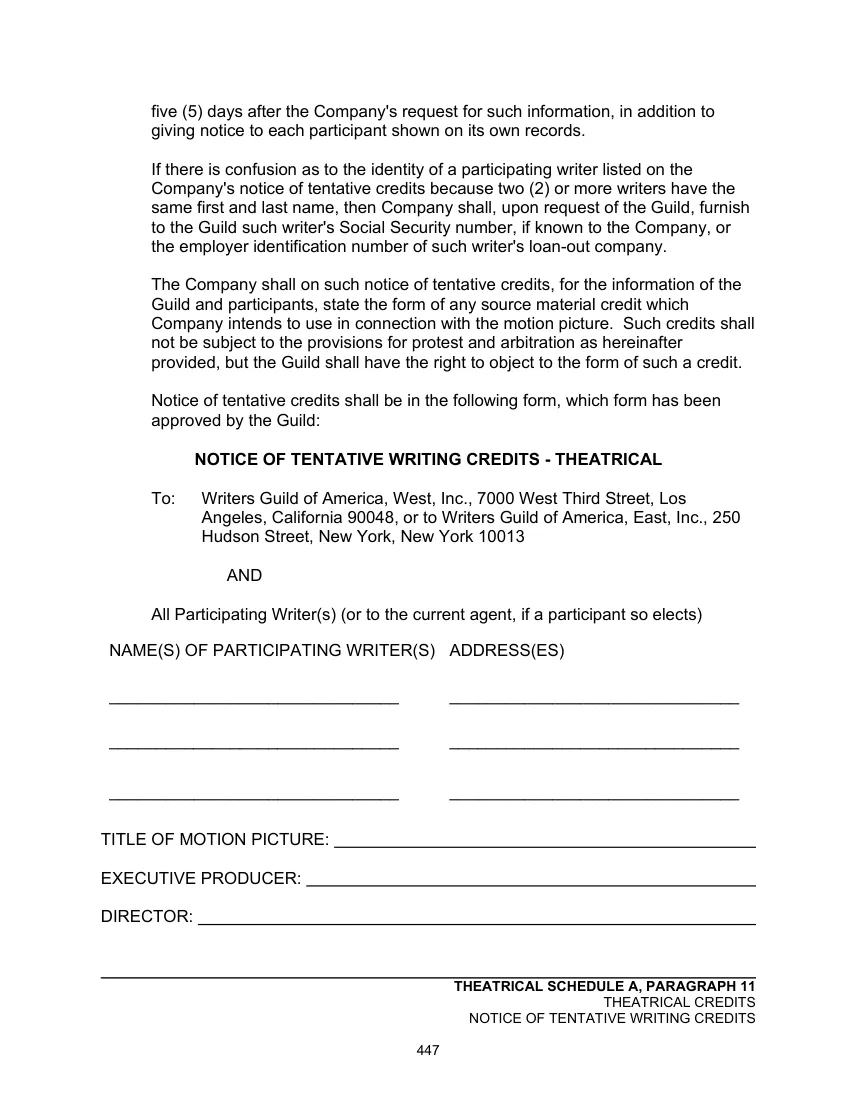 five (5) days after the Company's request for such information, in addition to
giving notice to each participant shown on its own records.
If there is confusion as to the identity of a participating writer listed on the
Company's notice of tentative credits because two (2) or more writers have the
same first and last name, then Company shall, upon request of the Guild, furnish
to the Guild such writer's Social Security number, if known to the Company, or
the employer identification number of such writer's loan-out company.
The Company shall on such notice of tentative credits, for the information of the
Guild and participants, state the form of any source material credit which
Company intends to use in connection with the motion picture.  Such credits shall
not be subject to the provisions for protest and arbitration as hereinafter
provided, but the Guild shall have the right to object to the form of such a credit.
Notice of tentative credits shall be in the following form, which form has been
approved by the Guild:
NOTICE OF TENTATIVE WRITING CREDITS - THEATRICAL
To: Writers Guild of America, West, Inc., 7000 West Third Street, Los
Angeles, California 90048, or to Writers Guild of America, East, Inc., 250
Hudson Street, New York, New York 10013
AND
All Participating Writer(s) (or to the current agent, if a participant so elects)
NAME(S) OF PARTICIPATING WRITER(S) ADDRESS(ES)
TITLE OF MOTION PICTURE:
EXECUTIVE PRODUCER:
DIRECTOR:
THEATRICAL SCHEDULE A, PARAGRAPH 11
THEATRICAL CREDITS
NOTICE OF TENTATIVE WRITING CREDITS
447